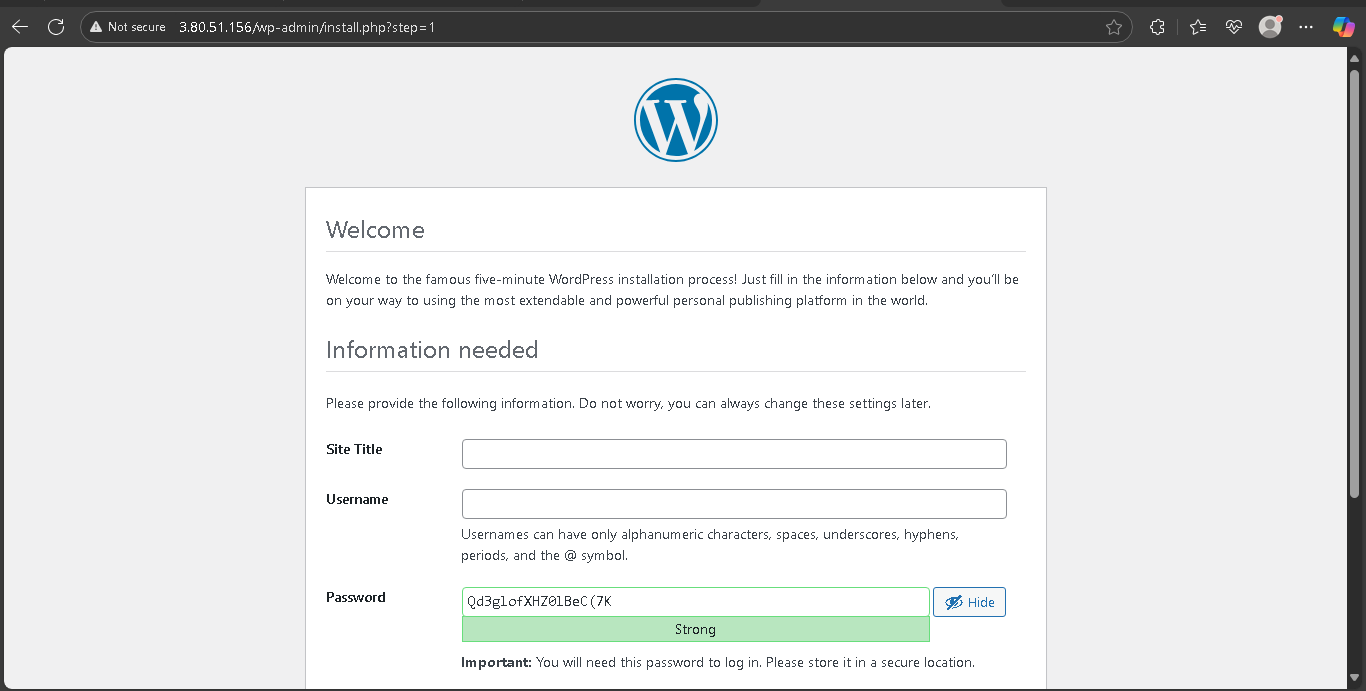 Not secure 3.80.51.156/wp-admin/install.php?step=1
Welcome
Welcome to the famous five-minute WordPress installation process! Just fill in the information below and you’ll be
on your way to using the most extendable and powerful personal publishing platform in the world.
Information needed
Please provide the following information. Do not worry, you can always change these settings later.
Site Title
Username
Usernames can have only alphanumeric characters, spaces, underscores, hyphens,
periods, and the @ symbol.
Password
Qd3glofXHZ0lBeC(7K
Hide
Strong
Important: You will need this password to log in. Please store it in a secure location.